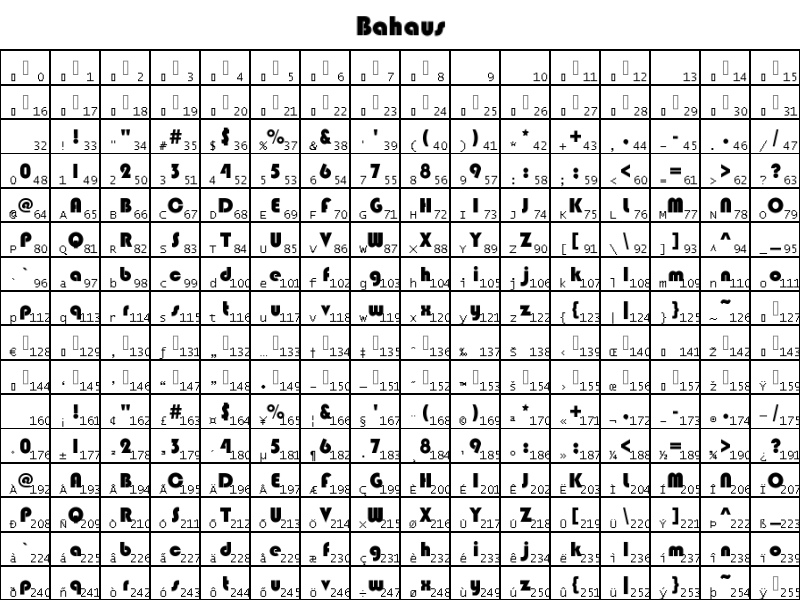 Bahaus
0 1 2 3 4 5 6 7 8 9 10 11 12 13 14 15
16 17 18 19 20 21 22 23 24 25 26 27 28 29 30 31
32 ! ! 33 " " 34 # # 35 $ $ 36 % % 37 & & 38 ' ' 39 ( ( 40 ) ) 41 * * 42 + + 43 , • 44 - - 45 . • 46 / / 47
0 0 48 1 1 49 2 2 50 3 3 51 4 4 52 5 5 53 6 6 54 7 7 55 8 8 56 9 9 57 : : 58 ; : 59 < < 60 = = 61 > > 62 ? ? 63
@ @ 64 A A 65 B B 66 C C 67 D D 68 E E 69 F F 70 G G 71 H H 72 I I 73 J J 74 K K 75 L L 76 M M 77 N N 78 O O 79
P P 80 Q Q 81 R R 82 S S 83 T T 84 U U 85 V V 86 W W 87 X X 88 Y Y 89 Z Z 90 [ [ 91 \ \ 92 ] ] 93 ^ ^ 94 _ _ 95
` ` 96 a a 97 b b 98 c c 99 d d 100 e e 101 f f 102 g g 103 h h 104 i i 105 j j 106 k k 107 l l 108 m m 109 n n 110 o o 111
p p 112 q q 113 r r 114 s s 115 t t 116 u u 117 v v 118 w w 119 x x 120 y y 121 z z 122 { { 123 | | 124 } } 125 ~ ~ 126 127
€ 128 129 ‚ 130 ƒ 131 „ 132 … 133 † 134 ‡ 135 ˆ 136 ‰ 137 Š 138 ‹ 139 Œ 140 141 Ž 142 143
144 ‘ 145 ’ 146 “ 147 ” 148 • 149 – 150 — 151 ˜ 152 ™ 153 š 154 › 155 œ 156 157 ž 158 Ÿ 159
160 ¡ ! 161 ¢ " 162 £ # 163 ¤ $ 164 ¥ % 165 ¦ & 166 § ' 167 ¨ ( 168 © ) 169 ª * 170 « + 171 ¬ • 172 - - 173 ® • 174 ¯ / 175
° 0 176 ± 1 177 ² 2 178 ³ 3 179 ´ 4 180 µ 5 181 ¶ 6 182 · 7 183 ¸ 8 184 ¹ 9 185 º : 186 » : 187 ¼ < 188 ½ = 189 ¾ > 190 ¿ ? 191
À @ 192 Á A 193 Â B 194 Ã C 195 Ä D 196 Å E 197 Æ F 198 Ç G 199 È H 200 É I 201 Ê J 202 Ë K 203 Ì L 204 Í M 205 Î N 206 Ï O 207
Ð P 208 Ñ Q 209 Ò R 210 Ó S 211 Ô T 212 Õ U 213 Ö V 214 × W 215 Ø X 216 Ù Y 217 Ú Z 218 Û [ 219 Ü \ 220 Ý ] 221 Þ ^ 222 ß _ 223
à ` 224 á a 225 â b 226 ã c 227 ä d 228 å e 229 æ f 230 ç g 231 è h 232 é i 233 ê j 234 ë k 235 ì l 236 í m 237 î n 238 ï o 239
ð p 240 ñ q 241 ò r 242 ó s 243 ô t 244 õ u 245 ö v 246 ÷ w 247 ø x 248 ù y 249 ú z 250 û { 251 ü | 252 ý } 253 þ ~ 254 ÿ 255